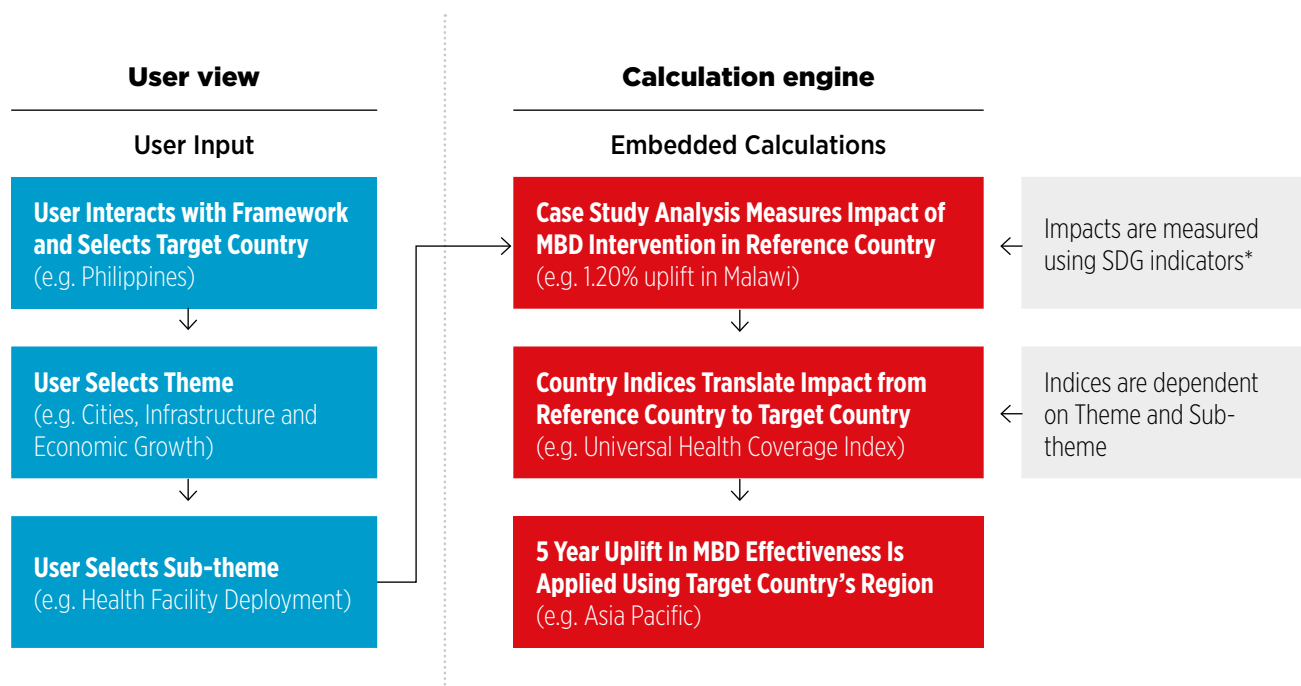 User view
User Input
User Interacts with Framework
and Selects Target Country
(e.g. Philippines)
User Selects Theme
(e.g. Cities, Infrastructure and
Economic Growth)
User Selects Sub-theme
(e.g. Health Facility Deployment)
Calculation engine
Embedded Calculations
Case Study Analysis Measures Impact of
MBD Intervention in Reference Country
(e.g. 1.20% uplift in Malawi)
Impacts are measured
using SDG indicators*
Country Indices Translate Impact from
Reference Country to Target Country
(e.g. Universal Health Coverage Index)
Indices are dependent
on Theme and Sub-
theme
5 Year Uplift In MBD Effectiveness Is
Applied Using Target Country's Region
(e.g. Asia Pacific)